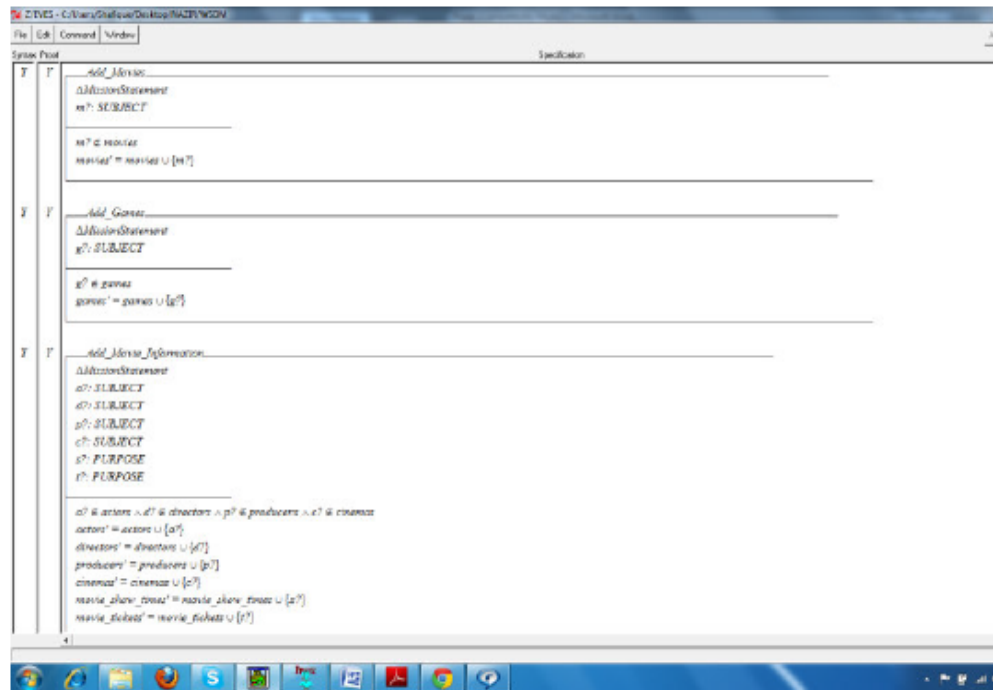 Z/EVES - C:/Users/Shafique/Desktop/NAZIR/WSDM
File Edit Command Window
Syntax Proof Specification
Y Y Add_Movies
ΔMissionStatement
m?: SUBJECT
m? ∉ movies
movies' = movies ∪ {m?}
Y Y Add_Games
ΔMissionStatement
g?: SUBJECT
g? ∉ games
games' = games ∪ {g?}
Y Y Add_Movie_Information
ΔMissionStatement
a?: SUBJECT
d?: SUBJECT
p?: SUBJECT
c?: SUBJECT
s?: PURPOSE
t?: PURPOSE
a? ∉ actors ∧ d? ∉ directors ∧ p? ∉ producers ∧ c? ∉ cinemas
actors' = actors ∪ {a?}
directors' = directors ∪ {d?}
producers' = producers ∪ {p?}
cinemas' = cinemas ∪ {c?}
movie_show_times' = movie_show_times ∪ {s?}
movie_tickets' = movie_tickets ∪ {t?}